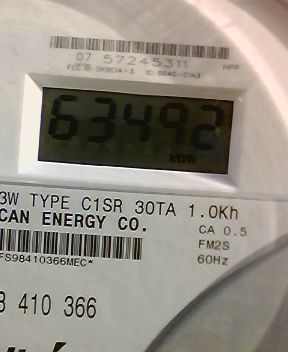 07 57245311
63492
kWh
3W TYPE C1SR 30TA 1.0Kh
CAN ENERGY CO.
CA 0.5
FM2S
60Hz
FS98410366MEC*
8 410 366